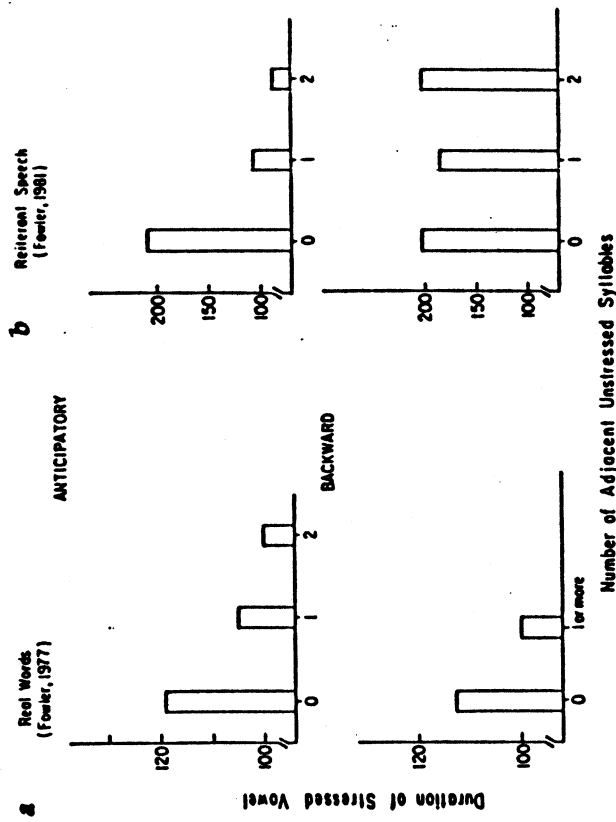 a
Real Words
(Fowler, 1977)
b
Reiterant Speech
(Fowler, 1981)
ANTICIPATORY
120
100
0
1
2
200
150
100
0
1
2
BACKWARD
120
100
0
1 or more
200
150
100
0
1
2
Duration of Stressed Vowel
Number of Adjacent Unstressed Syllables